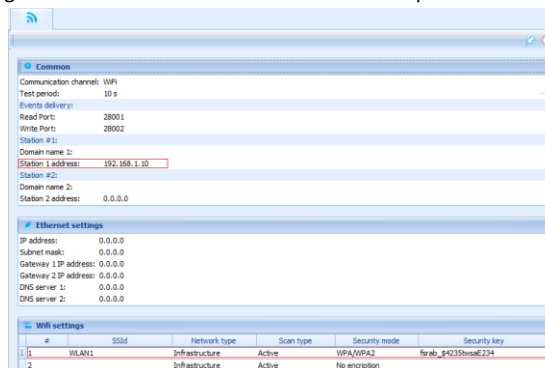 Common
Communication channel: WiFi
Test period: 10 s
Events delivery:
Read Port: 28001
Write Port: 28002
Station #1:
Domain name 1:
Station 1 address: 192.168.1.10
Station #2:
Domain name 2:
Station 2 address: 0.0.0.0
Ethernet settings
IP address: 0.0.0.0
Subnet mask: 0.0.0.0
Gateway 1 IP address: 0.0.0.0
Gateway 2 IP address: 0.0.0.0
DNS server 1: 0.0.0.0
DNS server 2: 0.0.0.0
Wifi settings
# SSId Network type Scan type Security mode Security key
1 WLAN1 Infrastructure Active WPA/WPA2 fsrab_$4235twsaE234
2 Infrastructure Active No encription